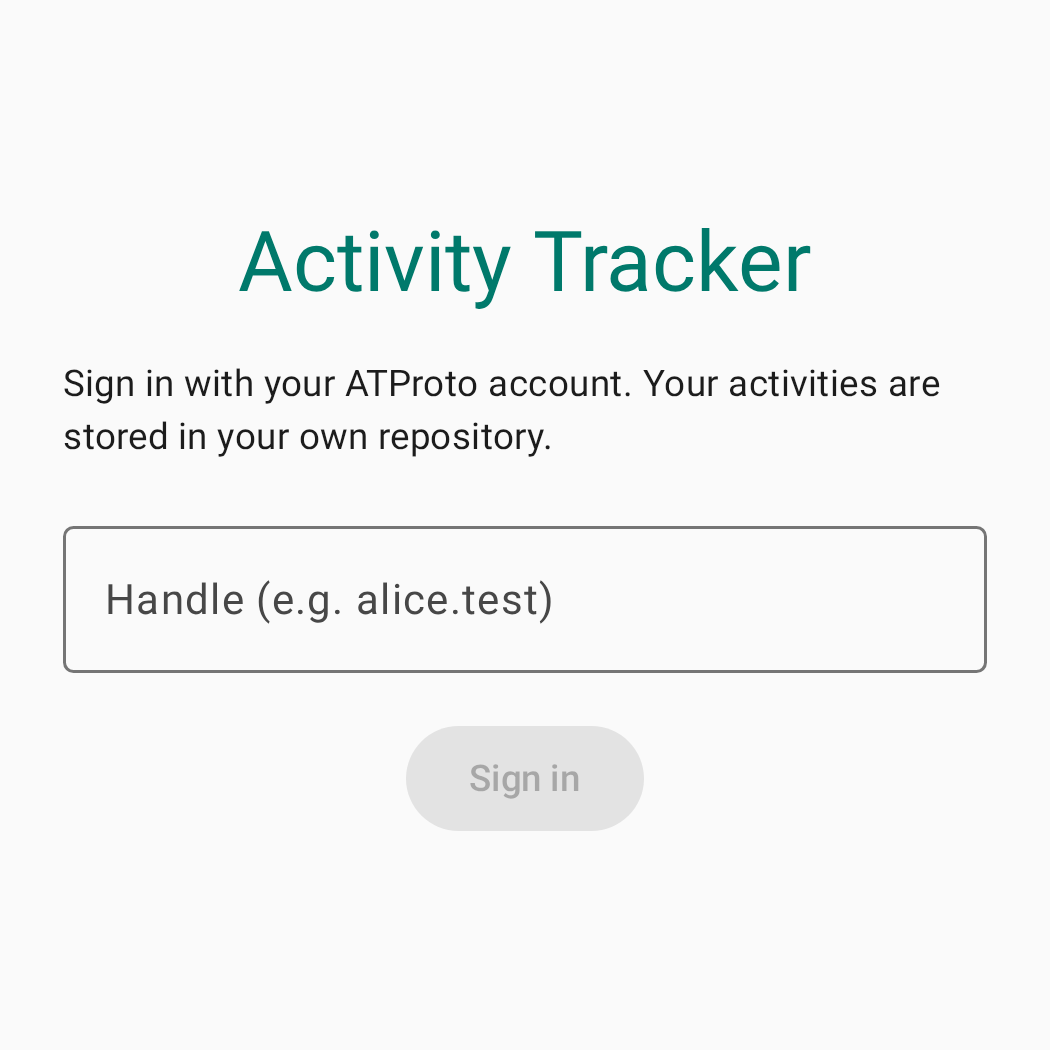 Activity Tracker
Sign in with your ATProto account. Your activities are
stored in your own repository.
Handle (e.g. alice.test)
Sign in